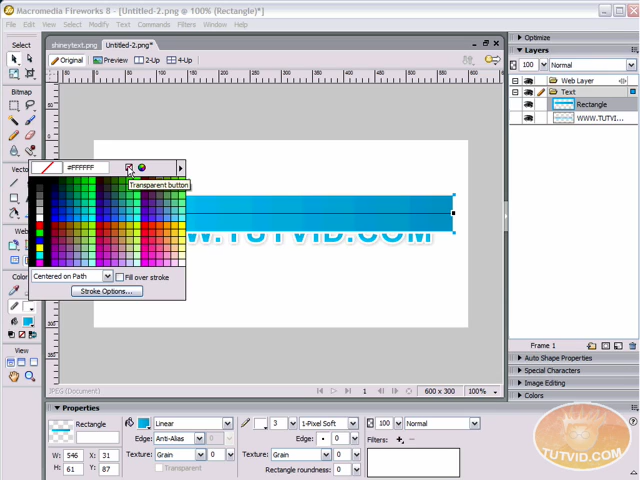 Macromedia Fireworks 8 - [Untitled-2.png @ 100% (Rectangle)*]
File Edit View Select Modify Text Commands Filters Window Help
Select
shineytext.png Untitled-2.png*
Original Preview 2-Up 4-Up
Bitmap
#FFFFFF
Transparent button
Centered on Path Fill over stroke
Stroke Options...
W.TUTVID.COM
View
JPEG (Document)
1 600 x 300 100%
Optimize
Layers
100 Normal
Web Layer
Text
Rectangle
WWW.TUTVID...
Frame 1
Auto Shape Properties
Special Characters
Image Editing
Colors
Properties
Rectangle
Linear
3 1-Pixel Soft
100 Normal
Edge: Anti-Alias
Edge: 0
Filters:
W: 546 X: 31
Texture: Grain 0
Texture: Grain 0
H: 61 Y: 87
Transparent
Rectangle roundness: 0
TUTVID.COM